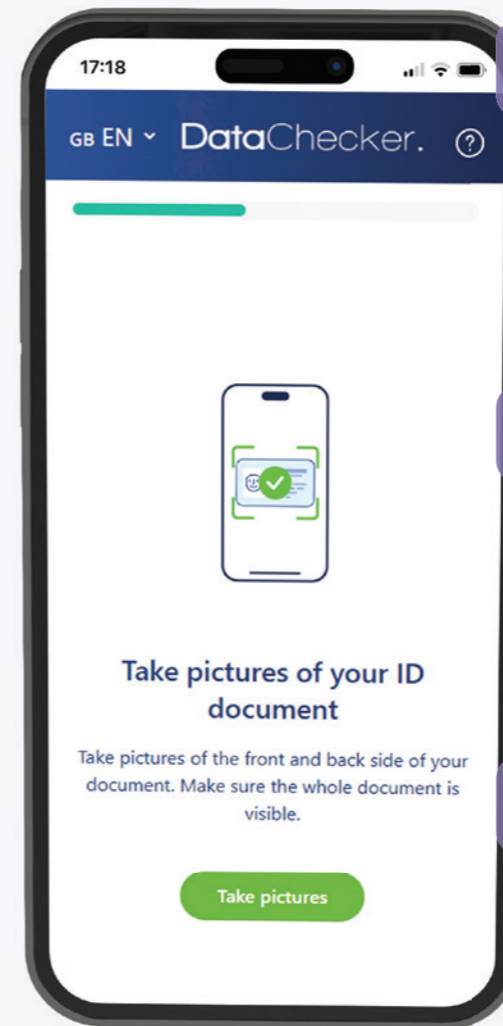 17:18
GB EN DataChecker.
?
Take pictures of your ID
document
Take pictures of the front and back side of your
document. Make sure the whole document is
visible.
Take pictures